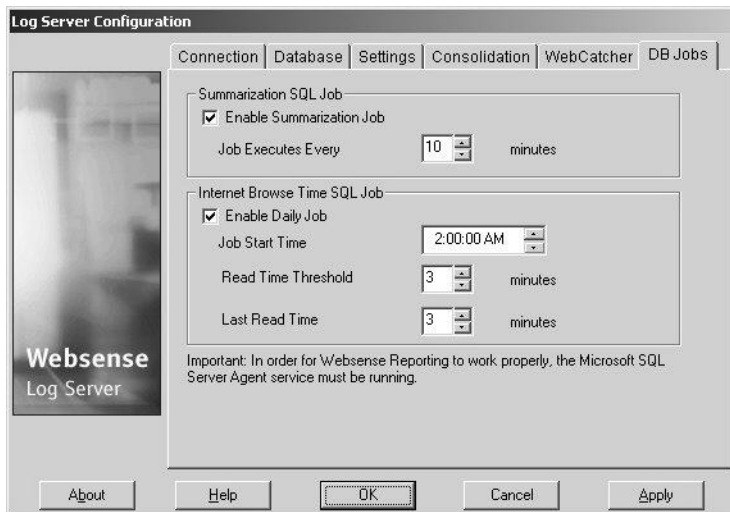 Log Server Configuration
Connection Database Settings Consolidation WebCatcher DB Jobs
Summarization SQL Job
Enable Summarization Job
Job Executes Every 10 minutes
Internet Browse Time SQL Job
Enable Daily Job
Job Start Time 2:00:00 AM
Read Time Threshold 3 minutes
Last Read Time 3 minutes
Websense
Log Server
Important: In order for Websense Reporting to work properly, the Microsoft SQL
Server Agent service must be running.
About Help OK Cancel Apply